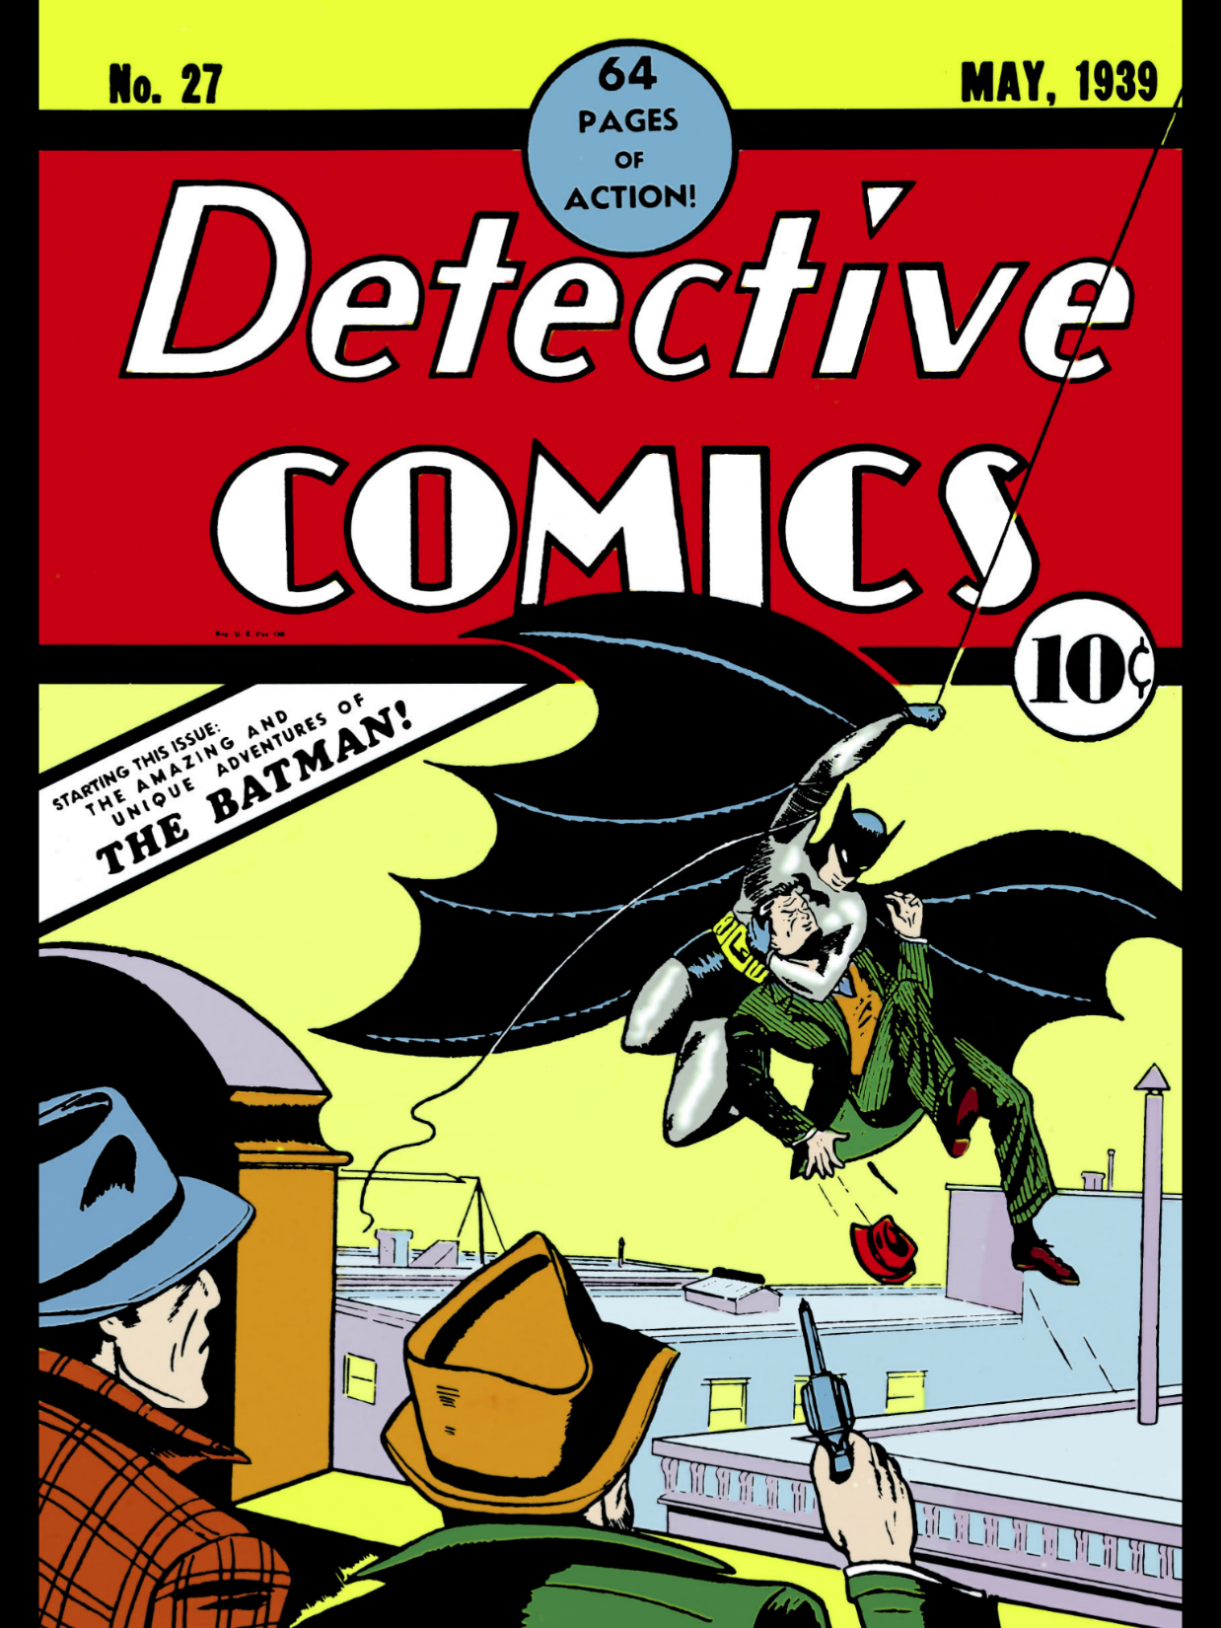 No. 27
64
PAGES
OF
ACTION!
MAY, 1939
Detective
COMICS
10¢
STARTING THIS ISSUE:
THE AMAZING AND
UNIQUE ADVENTURES OF
THE BATMAN!